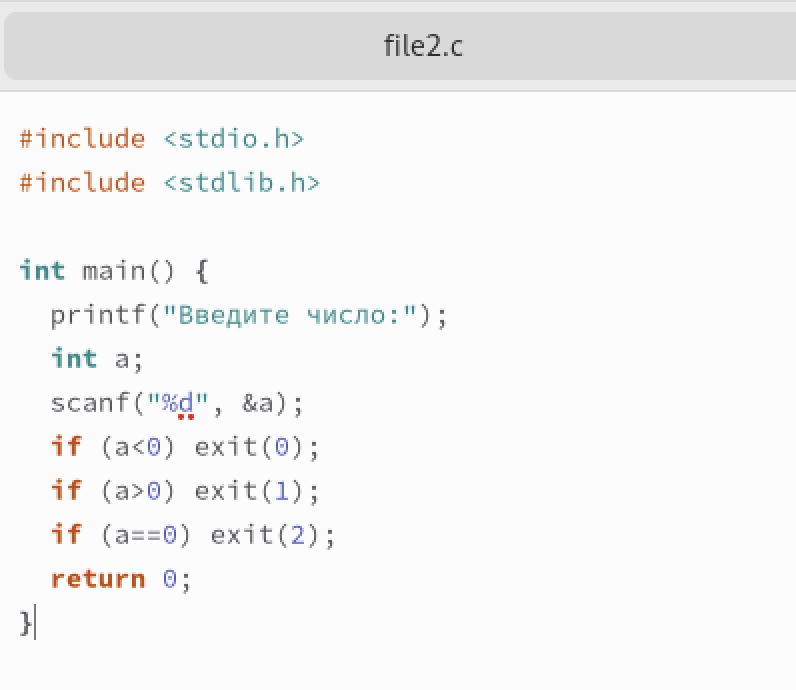 file2.c
#include <stdio.h>
#include <stdlib.h>
int main() {
printf("Введите число:");
int a;
scanf("%d", &a);
if (a<0) exit(0);
if (a>0) exit(1);
if (a==0) exit(2);
return 0;
}